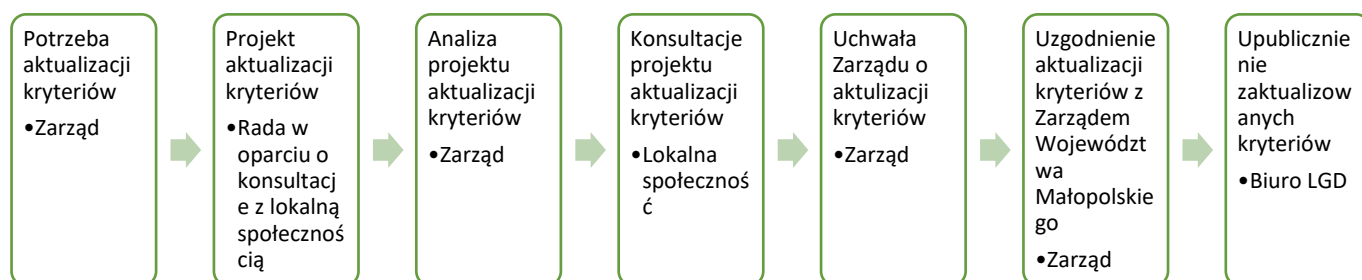 Potrzeba
aktualizacji
kryteriów
•Zarząd
Projekt
aktualizacji
kryteriów
•Rada w
oparciu o
konsultacj
e z lokalną
społeczno​ś
cią
Analiza
projektu
aktualizacji
kryteriów
•Zarząd
Konsultacje
projektu
aktualizacji
kryteriów
•Lokalna
społecznoś
ć
Uchwała
Zarządu o
aktulizacji
kryteriów
•Zarząd
Uzgodnienie
aktualizacji
kryteriów z
Zarządem
Województ
wa
Małopolskie
go
•Zarząd
Upublicznie
nie
zaktualizow
anych
kryteriów
•Biuro LGD